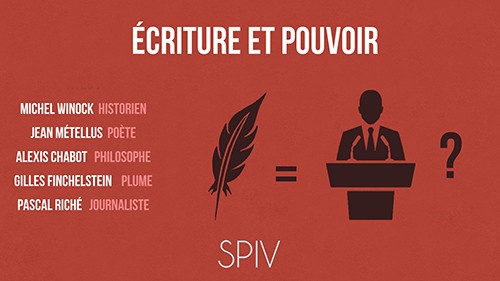 ÉCRITURE ET POUVOIR
MICHEL WINOCK HISTORIEN
JEAN MÉTELLUS POÈTE
ALEXIS CHABOT PHILOSOPHE
GILLES FINCHELSTEIN PLUME
PASCAL RICHÉ JOURNALISTE
= ?
SPIV